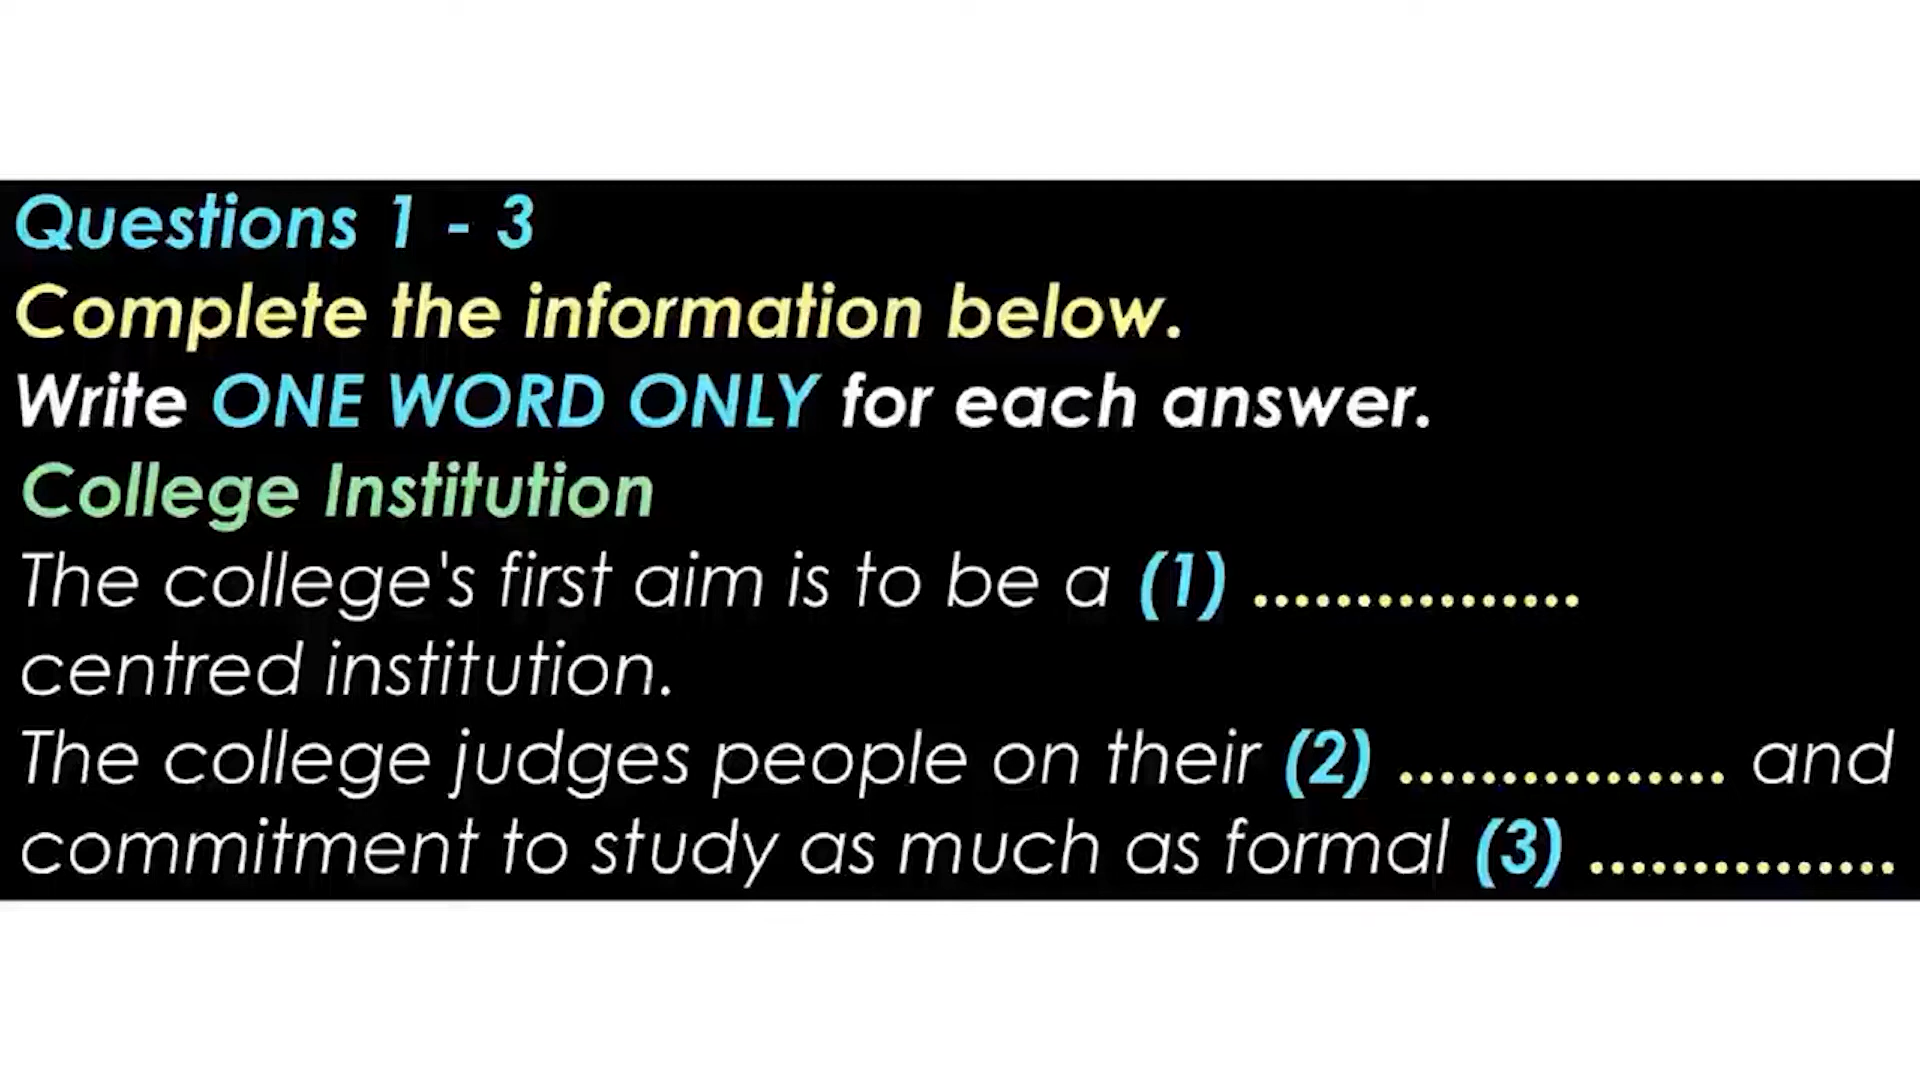 Questions 1 - 3
Complete the information below.
Write ONE WORD ONLY for each answer.
College Institution
The college's first aim is to be a (1) ................
centred institution.
The college judges people on their (2) ................ and
commitment to study as much as formal (3) ...............